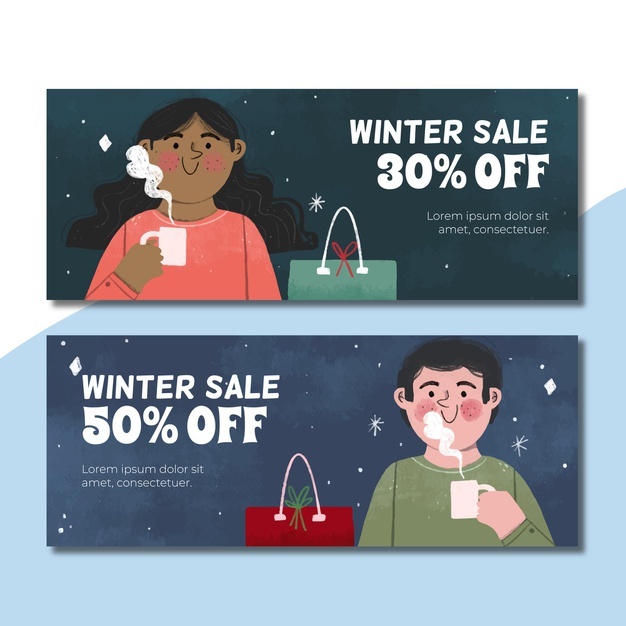 WINTER SALE
30% OFF
Lorem ipsum dolor sit
amet, consectetuer.
WINTER SALE
50% OFF
Lorem ipsum dolor sit
amet, consectetuer.